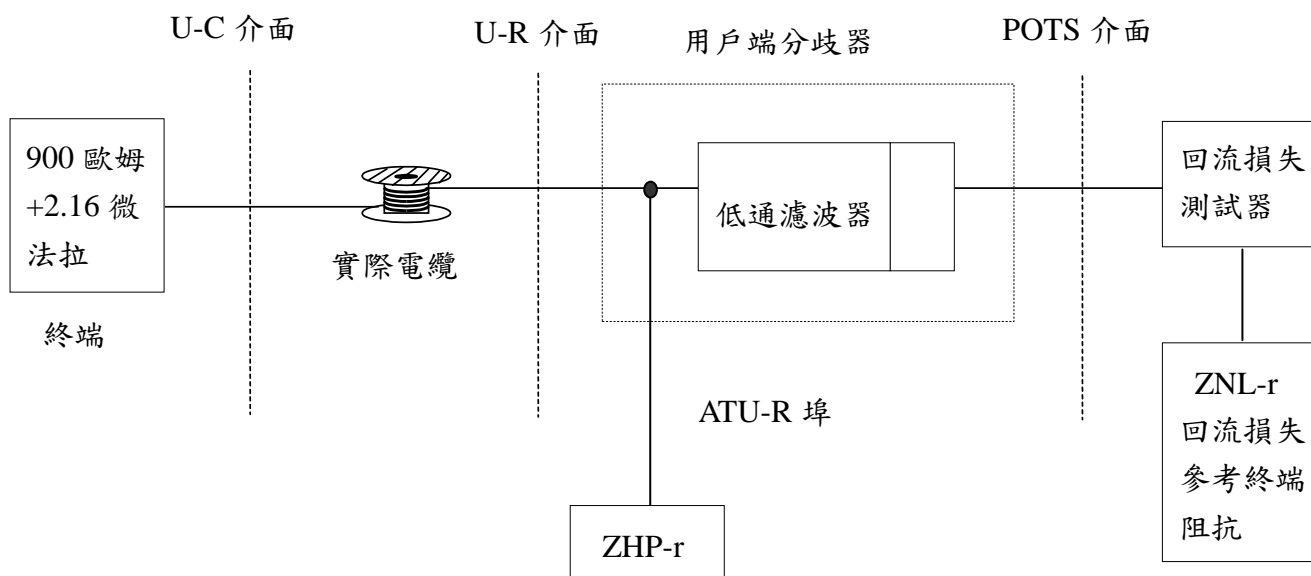 U-C 介面
U-R 介面
用戶端分歧器
POTS 介面
900 歐姆
+2.16 微
法拉
終端
實際電纜
低通濾波器
回流損失
測試器
ATU-R 埠
ZHP-r
ZNL-r
回流損失
參考終端
阻抗